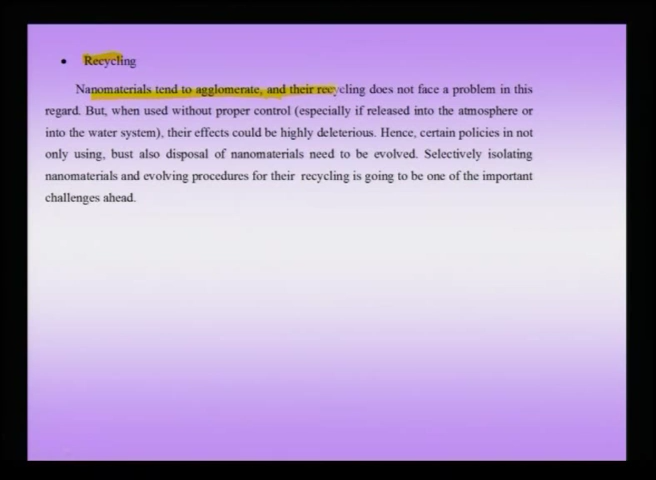 • Recycling
Nanomaterials tend to agglomerate, and their recycling does not face a problem in this
regard. But, when used without proper control (especially if released into the atmosphere or
into the water system), their effects could be highly deleterious. Hence, certain policies in not
only using, bust also disposal of nanomaterials need to be evolved. Selectively isolating
nanomaterials and evolving procedures for their recycling is going to be one of the important
challenges ahead.